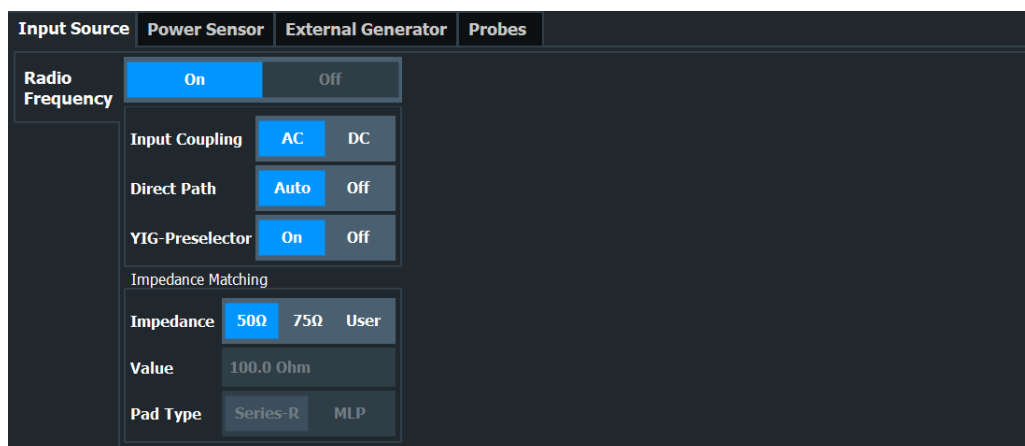 Input Source Power Sensor External Generator Probes
Radio Frequency On Off
Input Coupling AC DC
Direct Path Auto Off
YIG-Preselector On Off
Impedance Matching
Impedance 50Ω 75Ω User
Value 100.0 Ohm
Pad Type Series-R MLP